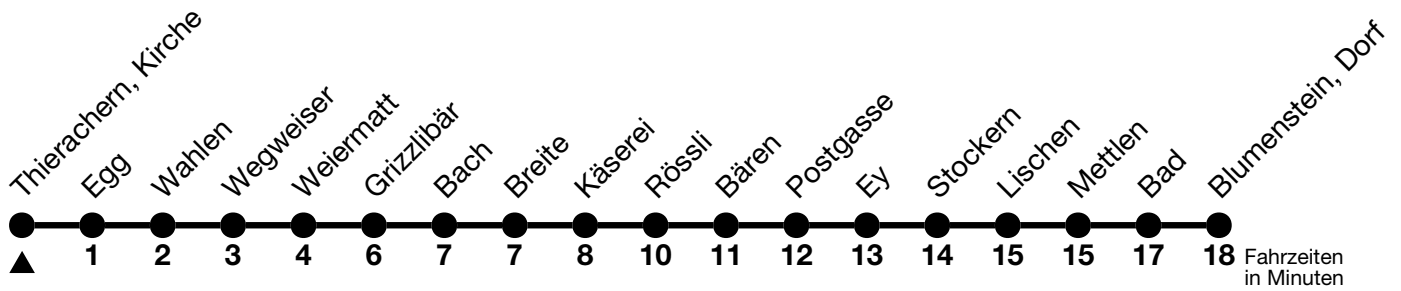 Thierachern, Kirche
Egg
Wahlen
Wegweiser
Weiermatt
Grizzlibär
Bach
Breite
Käserei
Rössli
Bären
Postgasse
Ey
Stockern
Lischen
Mettlen
Bad
Blumenstein, Dorf
1 2 3 4 6 7 7 8 10 11 12 13 14 15 15 17 18 Fahrzeiten
in Minuten